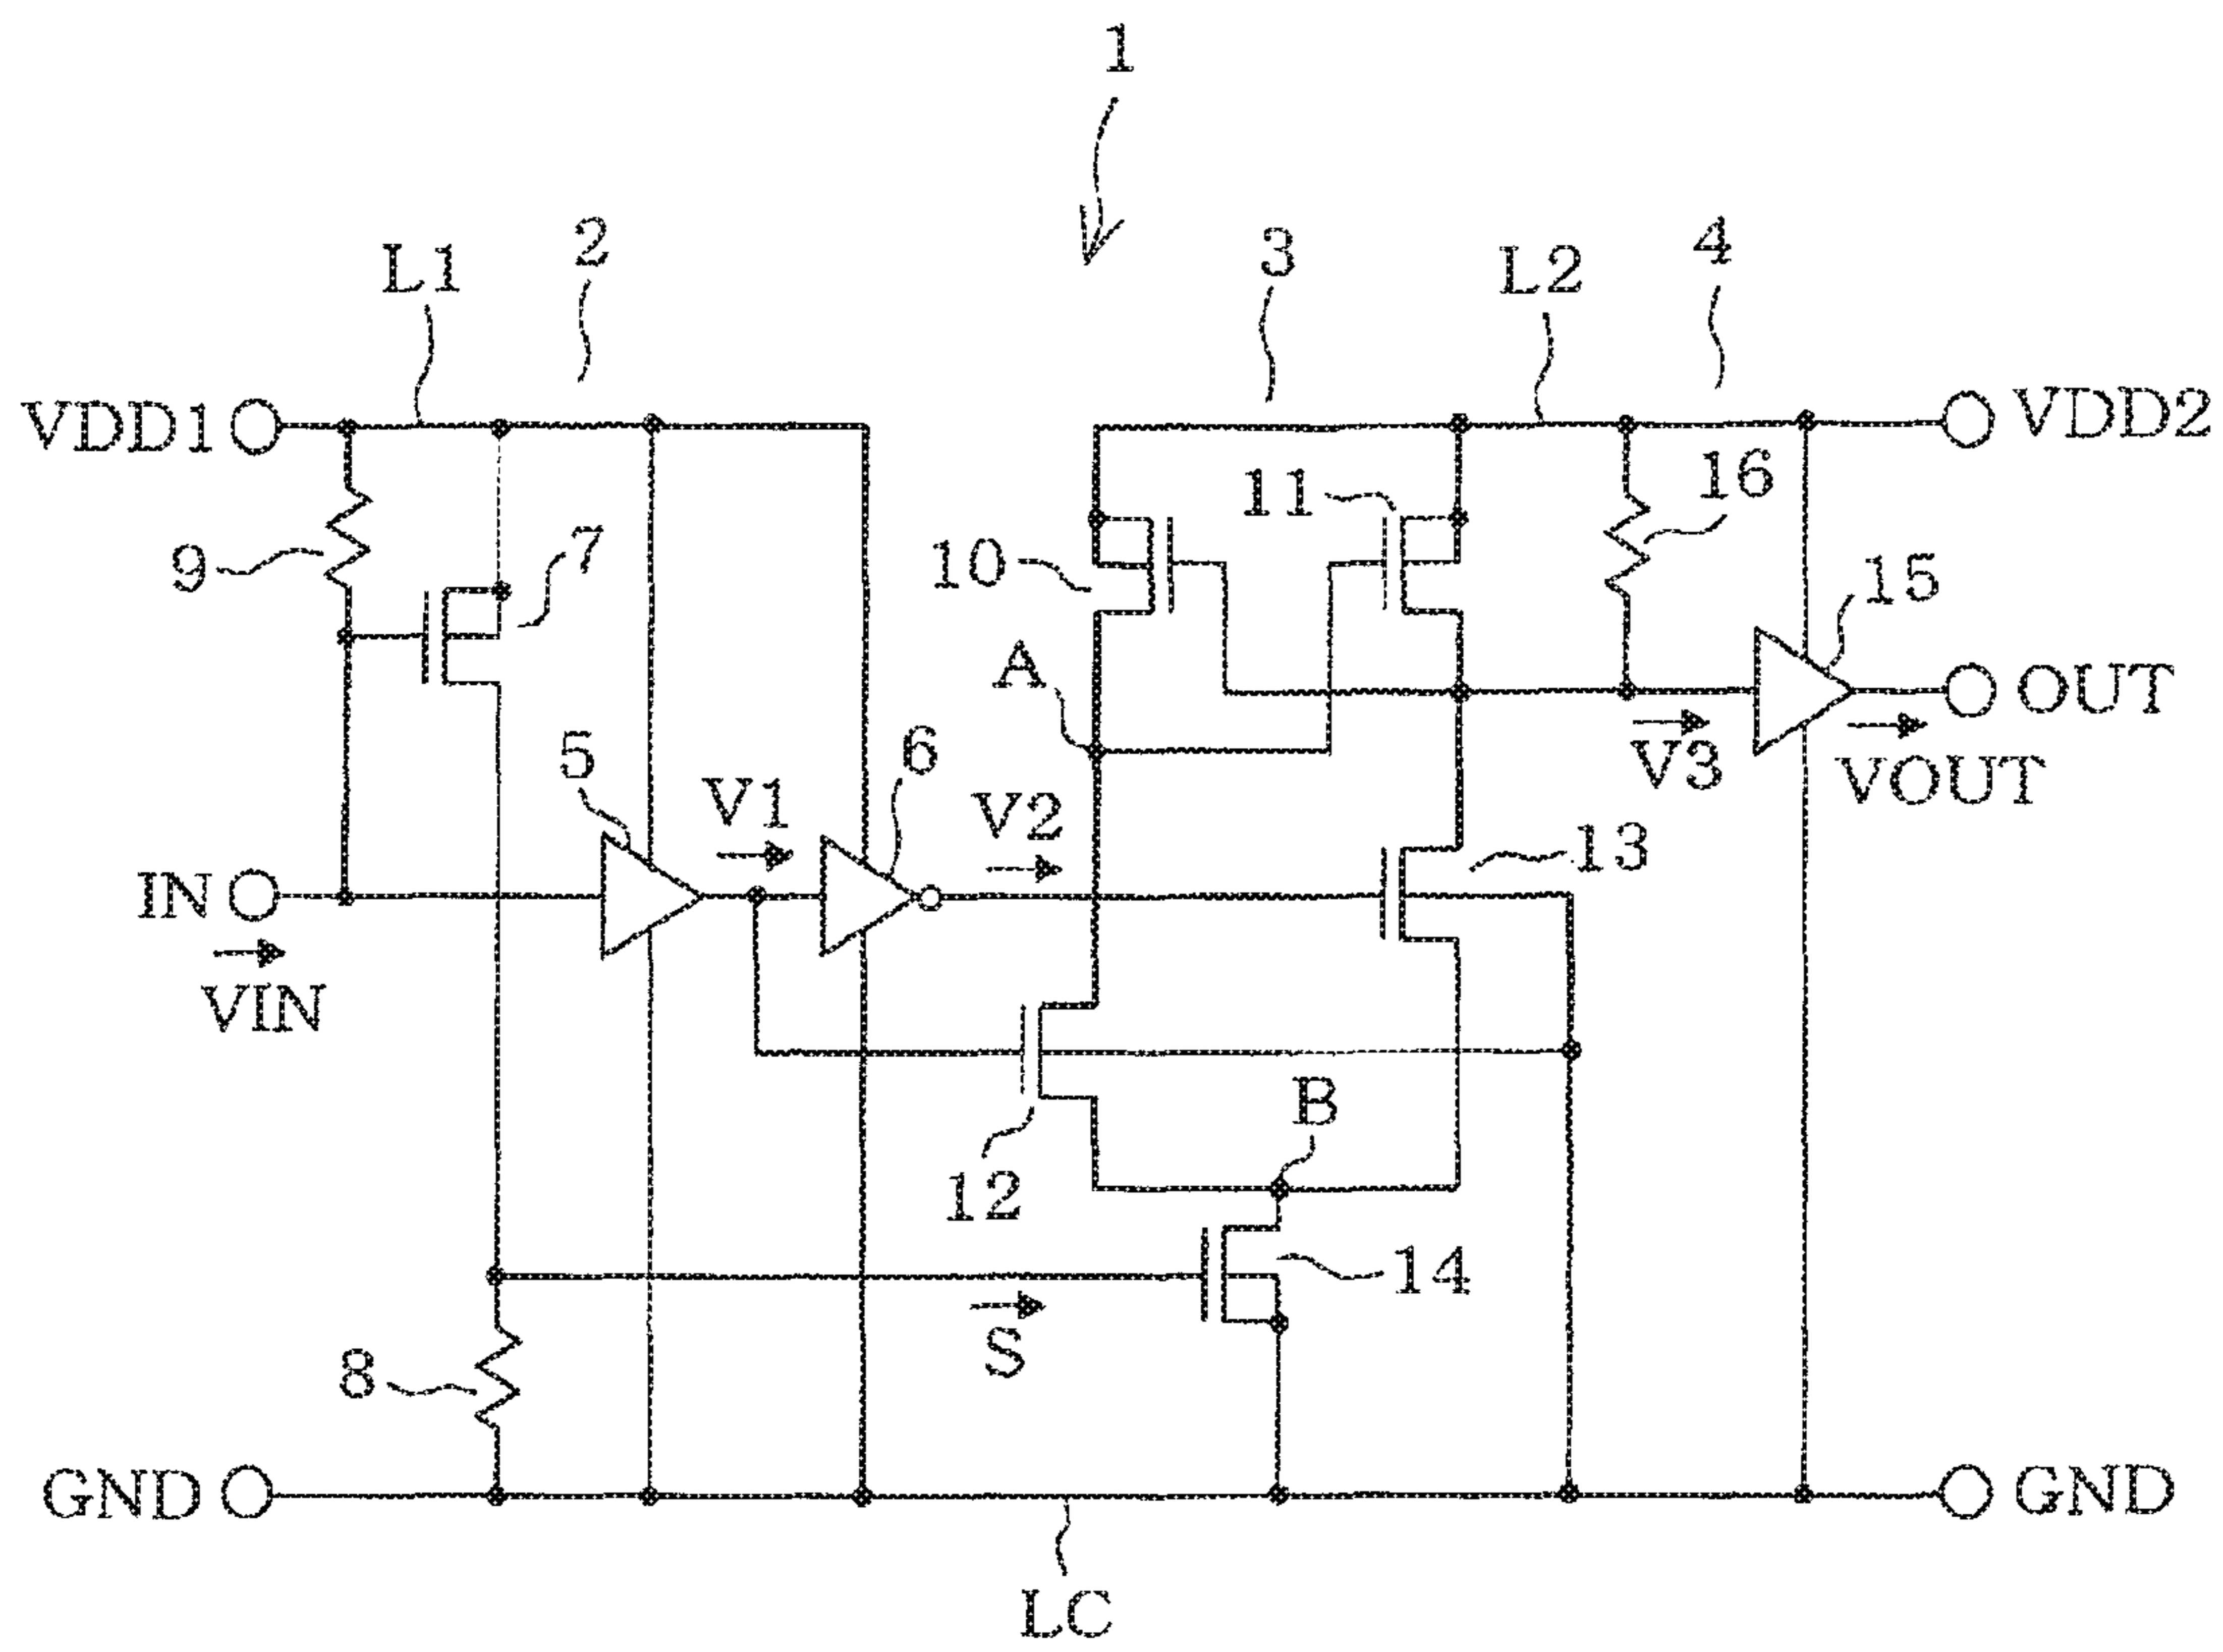 1
2
3
4
L1
L2
VDD1
VDD2
9
7
10
11
16
15
A
OUT
V3
VOUT
5
V1
6
V2
13
IN
VIN
12
B
14
S
8
GND
GND
LC